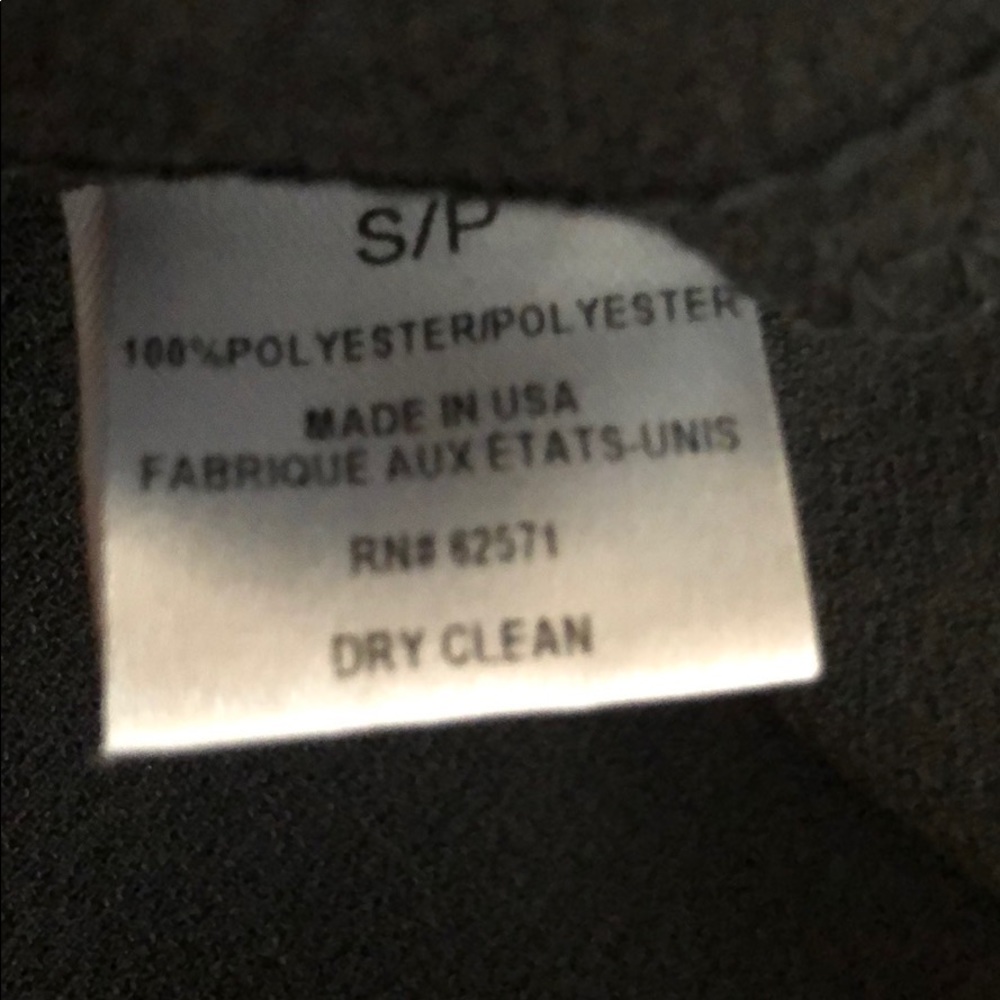 S/P
100%POLYESTER/POLYESTER
MADE IN USA
FABRIQUE AUX ETATS-UNIS
RN# 62571
DRY CLEAN